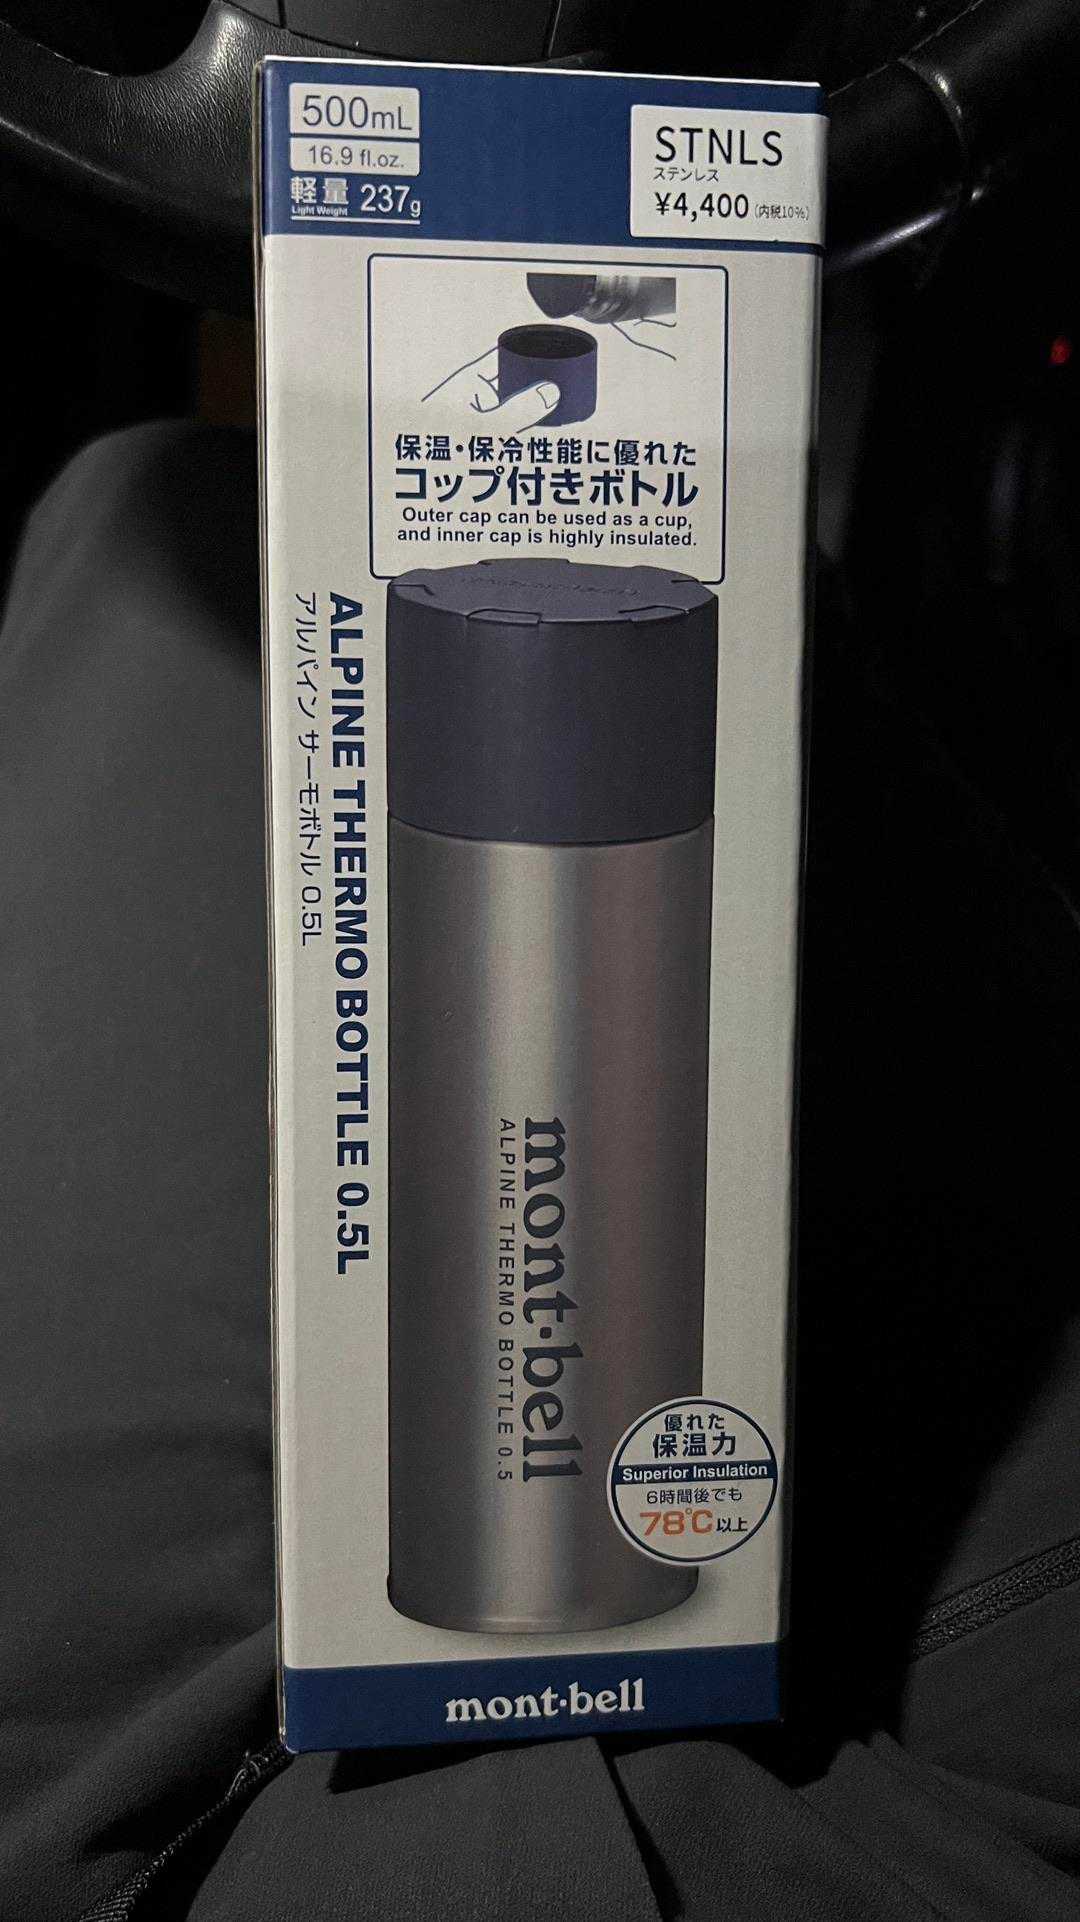 500mL
16.9 fl.oz.
軽量 237g
Light Weight
STNLS
ステンレス
¥4,400(内税10%)
保温・保冷性能に優れた
コップ付きボトル
Outer cap can be used as a cup,
and inner cap is highly insulated.
ALPINE THERMO BOTTLE 0.5L
アルパイン サーモボトル 0.5L
mont·bell
ALPINE THERMO BOTTLE 0.5
優れた
保温力
Superior Insulation
6時間後でも
78℃以上
mont·bell